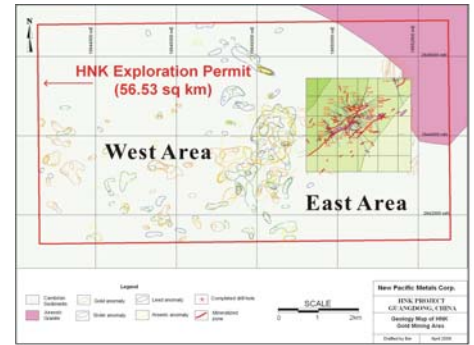 N
HNK Exploration Permit
(56.53 sq km)
West Area
East Area
Legend
Cambrian Sediments
Gold anomaly
Lead anomaly
Completed drill hole
Jurassic Granite
Silver anomaly
Arsenic anomaly
Mineralized zone
SCALE
0 1 2km
New Pacific Metals Corp.
HNK PROJECT
GUANGDONG, CHINA
Geology Map of HNK
Gold Mining Area
April 2009